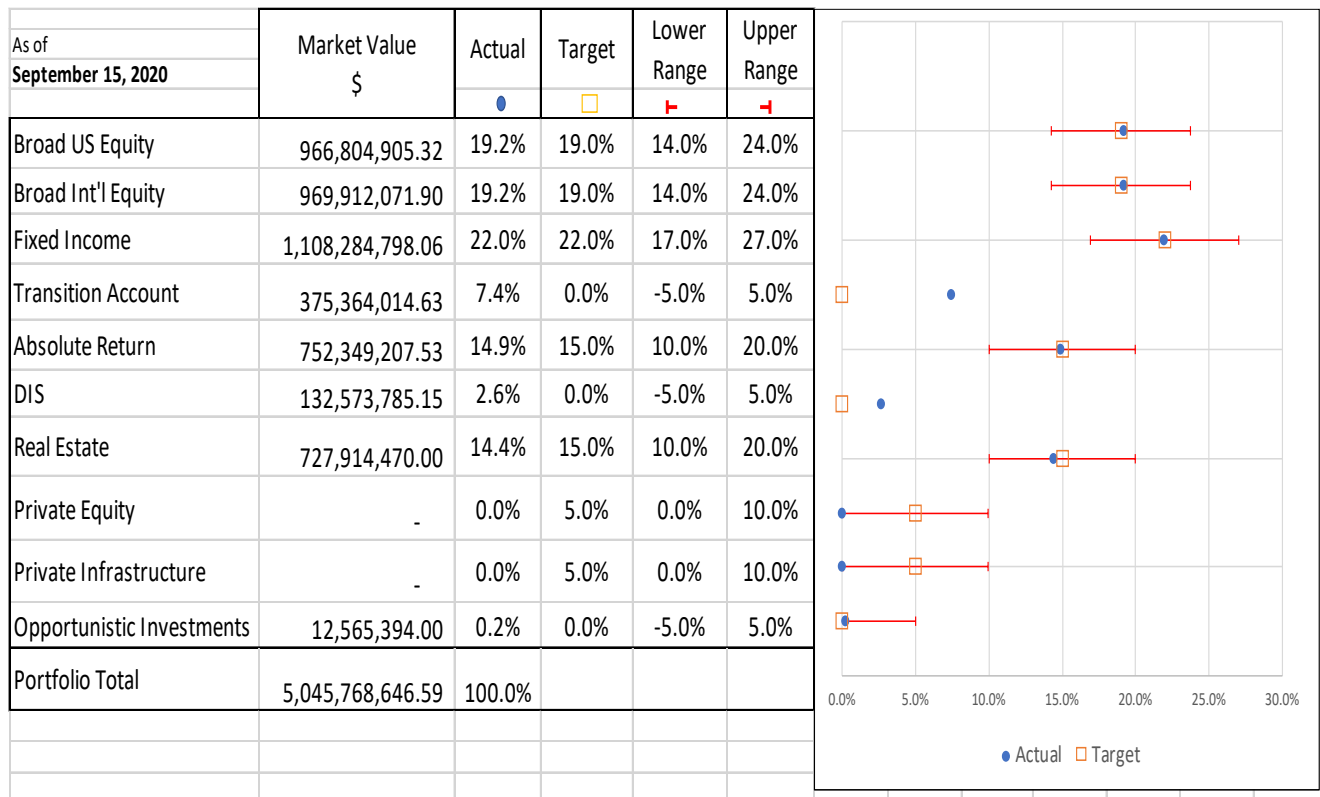 As of
September 15, 2020
Market Value
$
Actual
Target
Lower
Range
Upper
Range
Broad US Equity 966,804,905.32 19.2% 19.0% 14.0% 24.0%
Broad Int'l Equity 969,912,071.90 19.2% 19.0% 14.0% 24.0%
Fixed Income 1,108,284,798.06 22.0% 22.0% 17.0% 27.0%
Transition Account 375,364,014.63 7.4% 0.0% -5.0% 5.0%
Absolute Return 752,349,207.53 14.9% 15.0% 10.0% 20.0%
DIS 132,573,785.15 2.6% 0.0% -5.0% 5.0%
Real Estate 727,914,470.00 14.4% 15.0% 10.0% 20.0%
Private Equity - 0.0% 5.0% 0.0% 10.0%
Private Infrastructure - 0.0% 5.0% 0.0% 10.0%
Opportunistic Investments 12,565,394.00 0.2% 0.0% -5.0% 5.0%
Portfolio Total 5,045,768,646.59 100.0%
0.0% 5.0% 10.0% 15.0% 20.0% 25.0% 30.0%
Actual Target